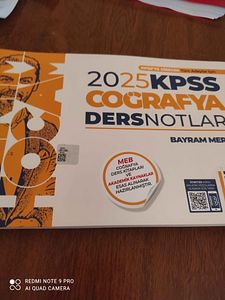 2025 KPSS
COĞRAFYA
DERS NOTLARI
BAYRAM MER
MEB
COĞRAFYA
DERS KİTAPLARI
VE
AKADEMİK KAYNAKLAR
ESAS ALINARAK
HAZIRLANMIŞTIR.
HOCAM
REDMI NOTE 9 PRO
AI QUAD CAMERA